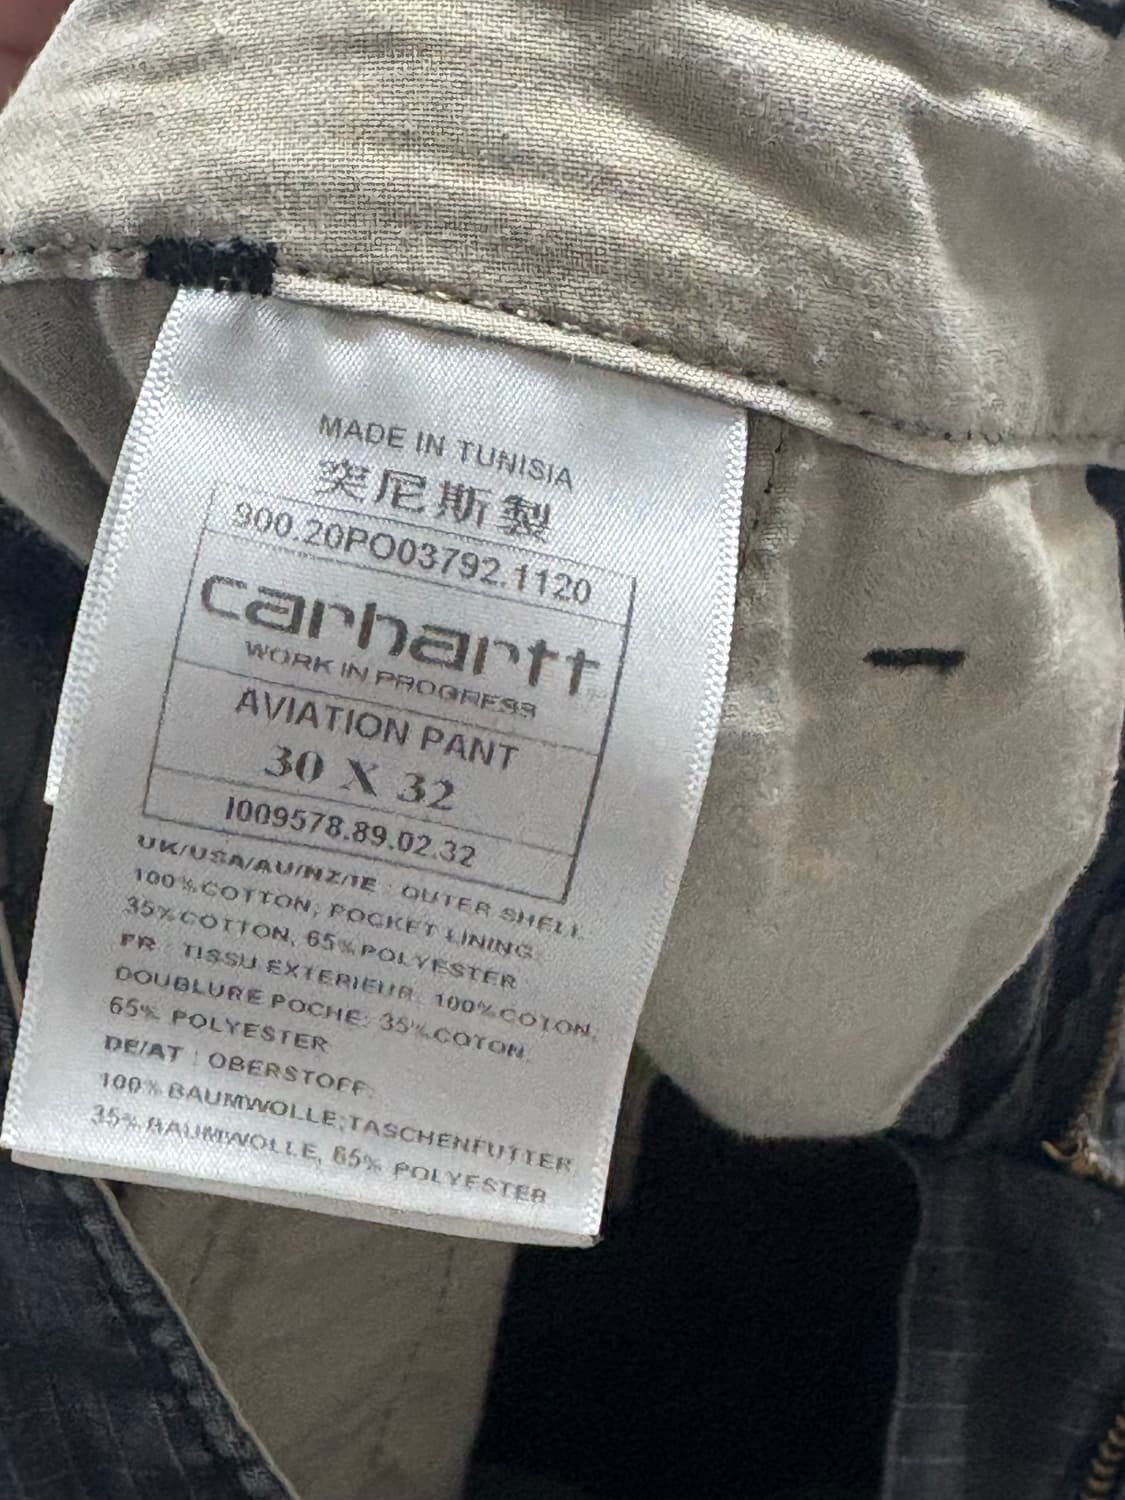 MADE IN TUNISIA
突尼斯製
900.20PO03792.1120
carhartt
WORK IN PROGRESS
AVIATION PANT
30 X 32
I009578.89.02.32
UK/USA/AU/NZ/IE : OUTER SHELL:
100%COTTON; POCKET LINING:
35%COTTON, 65%POLYESTER
FR : TISSU EXTERIEUR: 100%COTON,
DOUBLURE POCHE: 35%COTON,
65% POLYESTER
DE/AT : OBERSTOFF:
100% BAUMWOLLE;TASCHENFUTTER
35% BAUMWOLLE, 65% POLYESTER